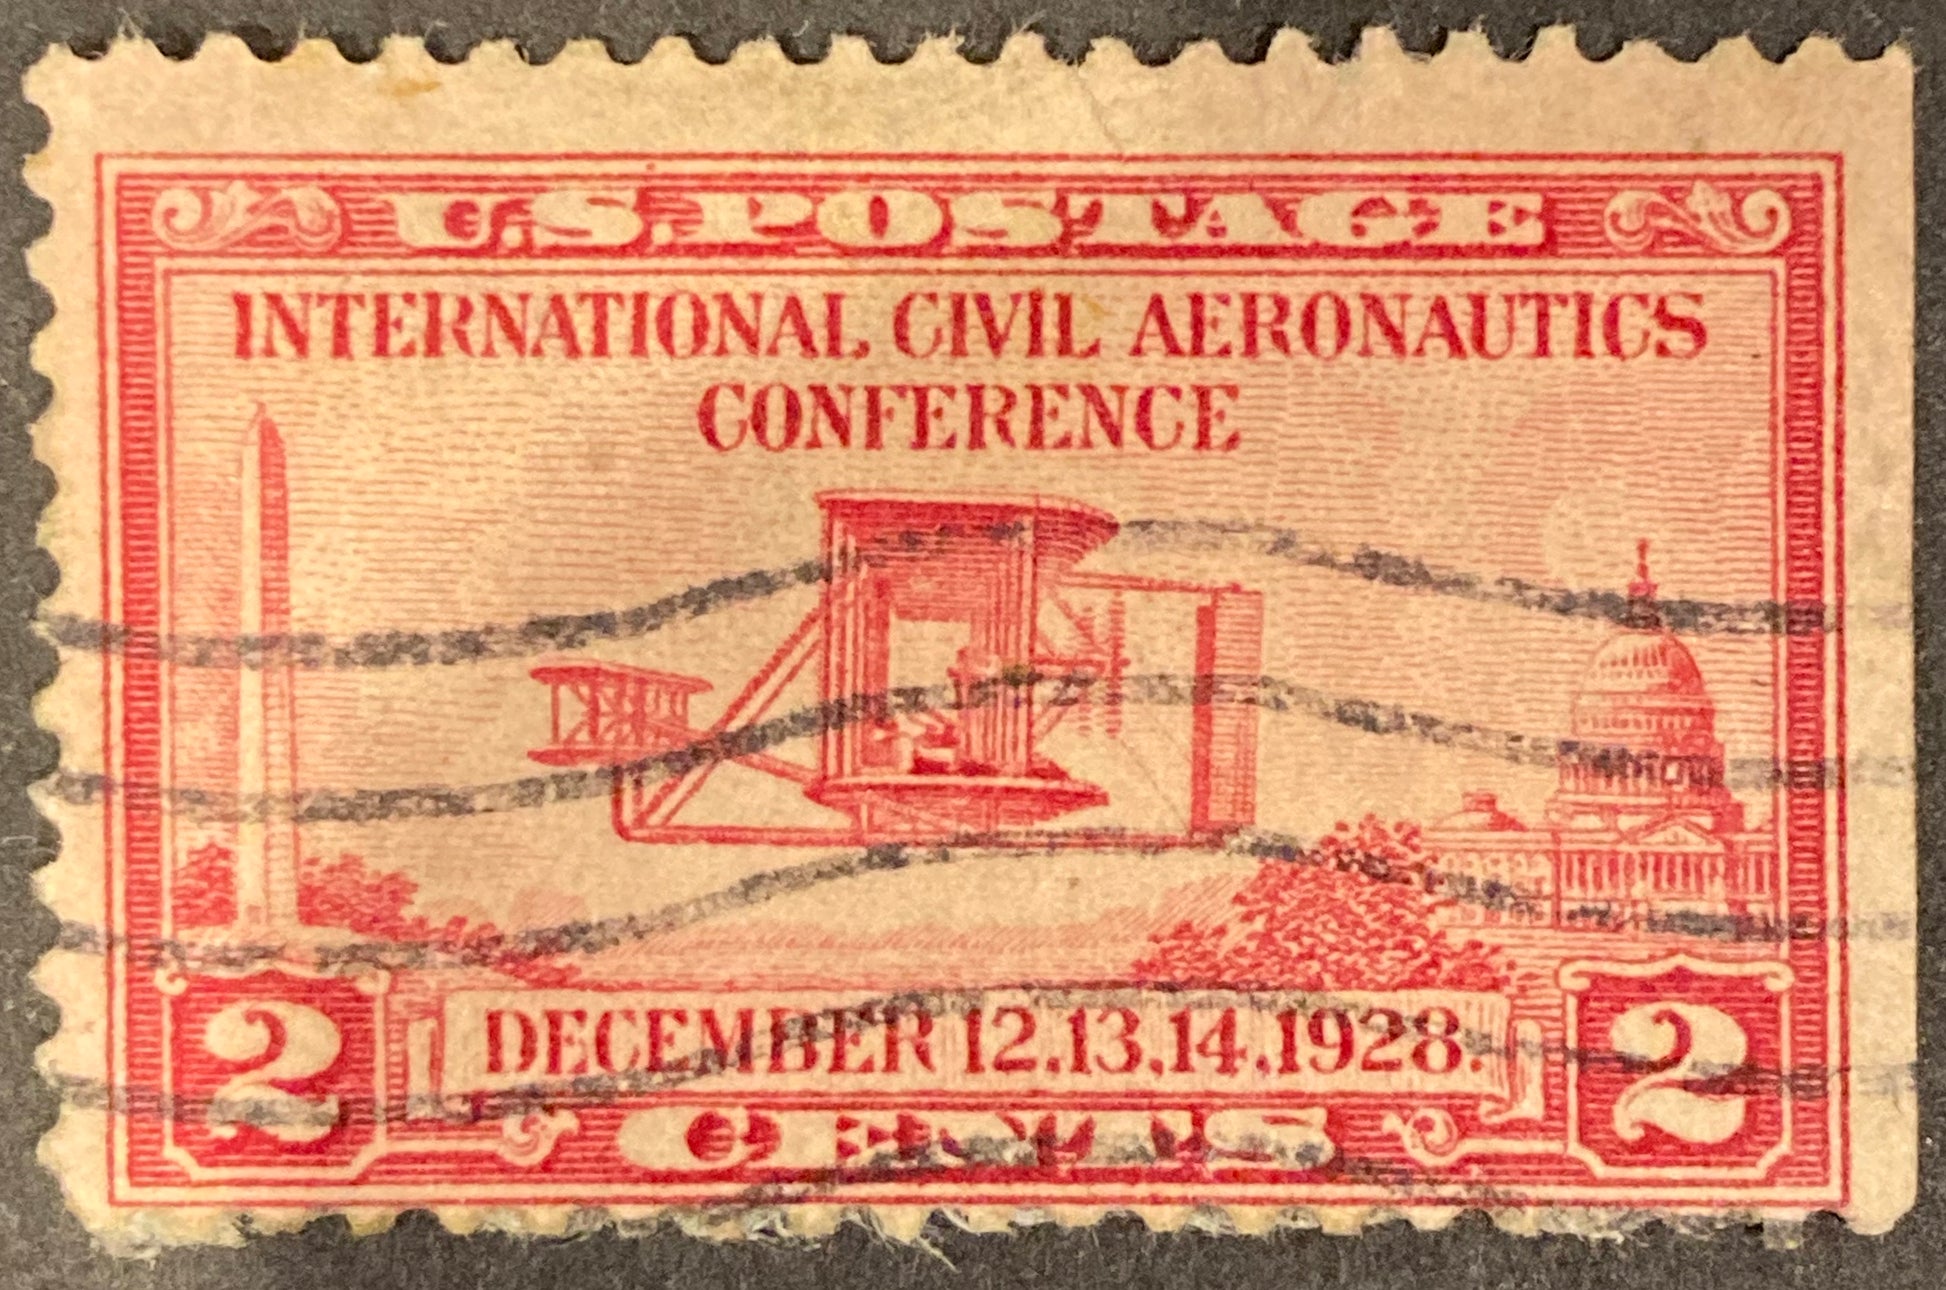 U.S. POSTAGE
INTERNATIONAL CIVIL AERONAUTICS
CONFERENCE
DECEMBER 12,13,14,1928.
2 CENTS 2